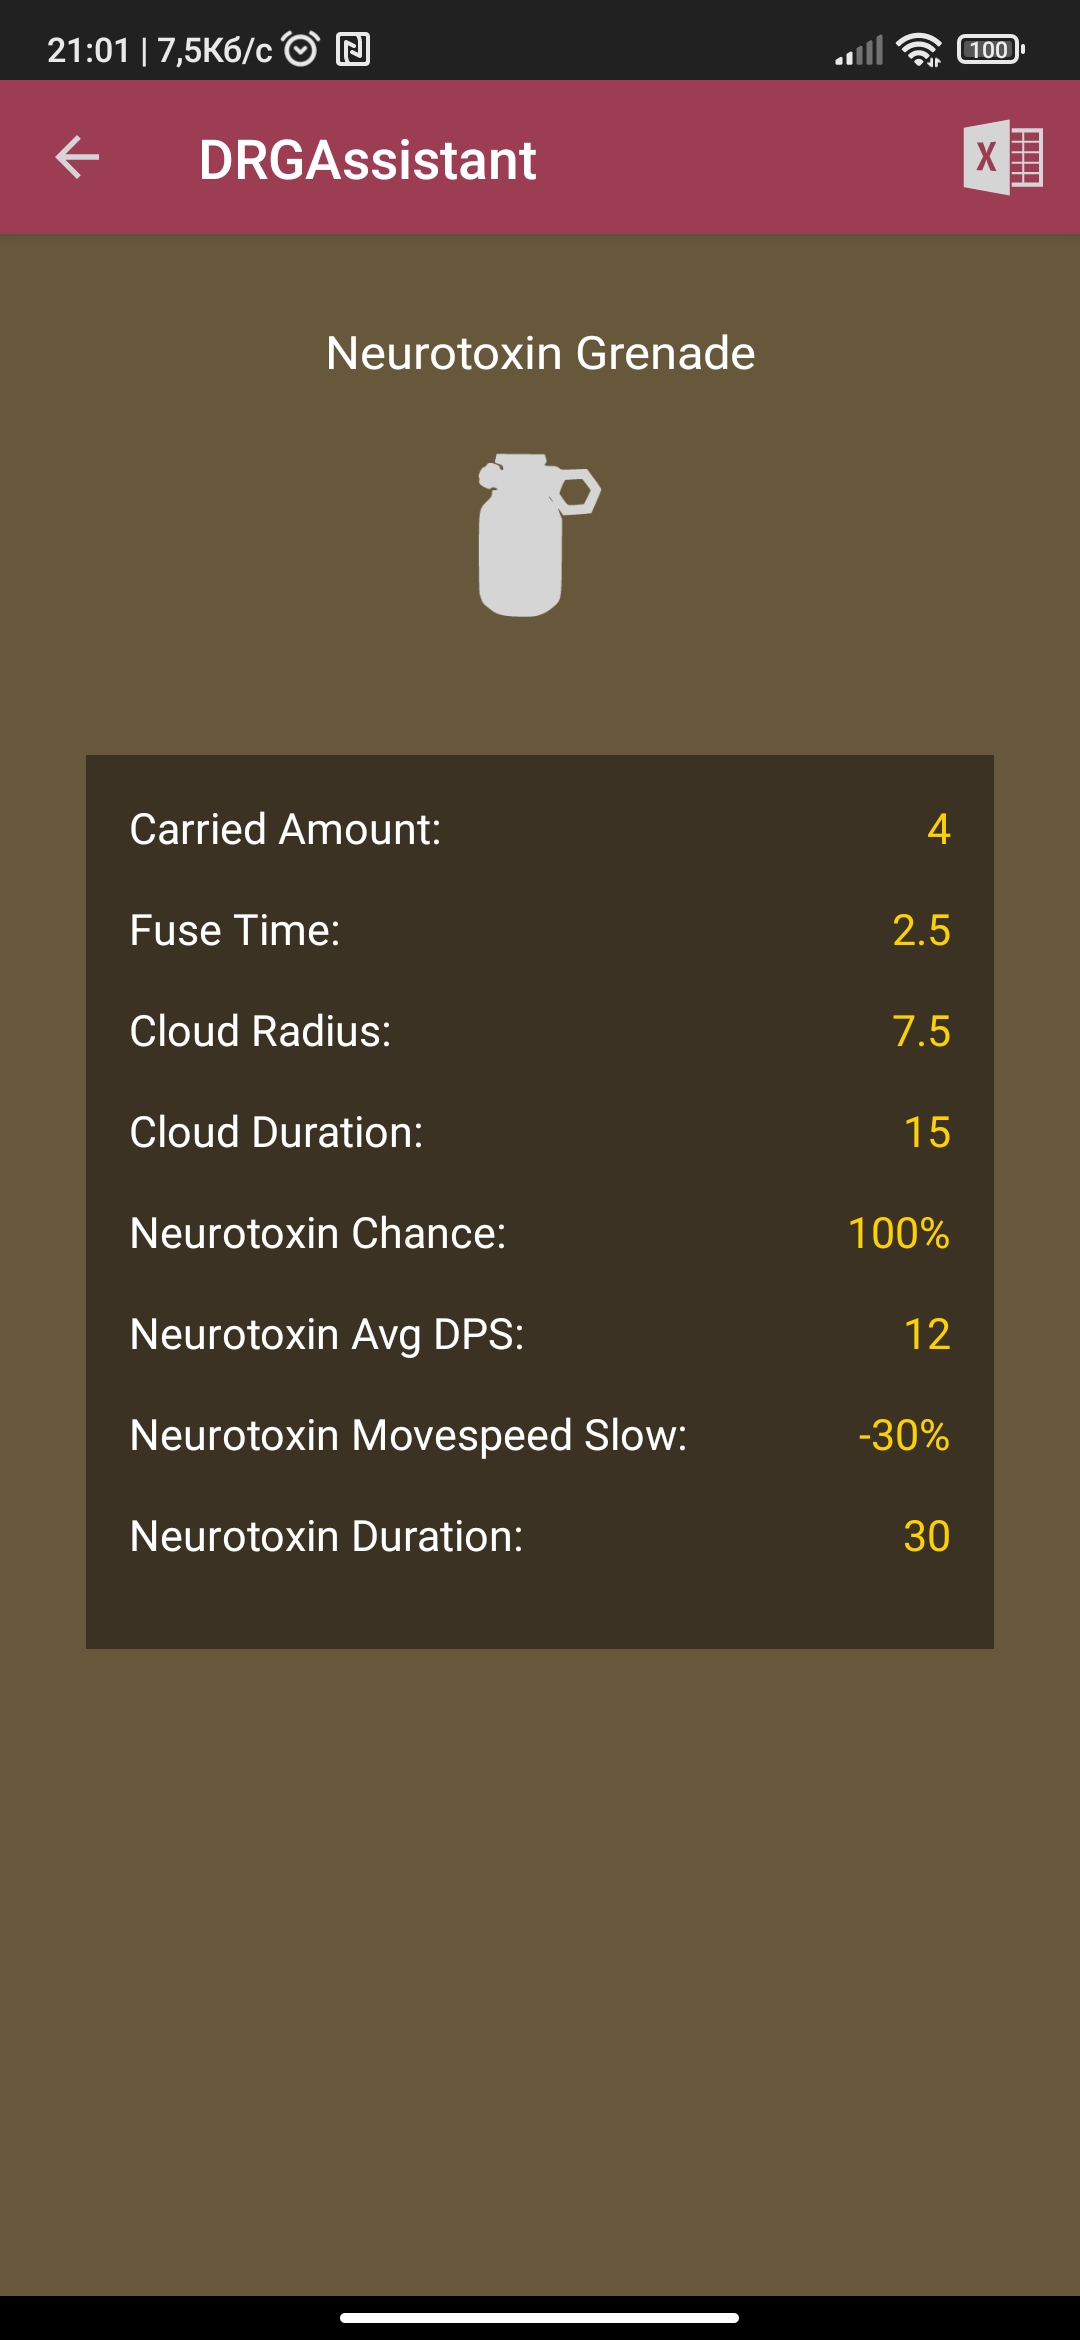 21:01 | 7,5Кб/с 100
DRGAssistant
X
Neurotoxin Grenade
Carried Amount: 4
Fuse Time: 2.5
Cloud Radius: 7.5
Cloud Duration: 15
Neurotoxin Chance: 100%
Neurotoxin Avg DPS: 12
Neurotoxin Movespeed Slow: -30%
Neurotoxin Duration: 30